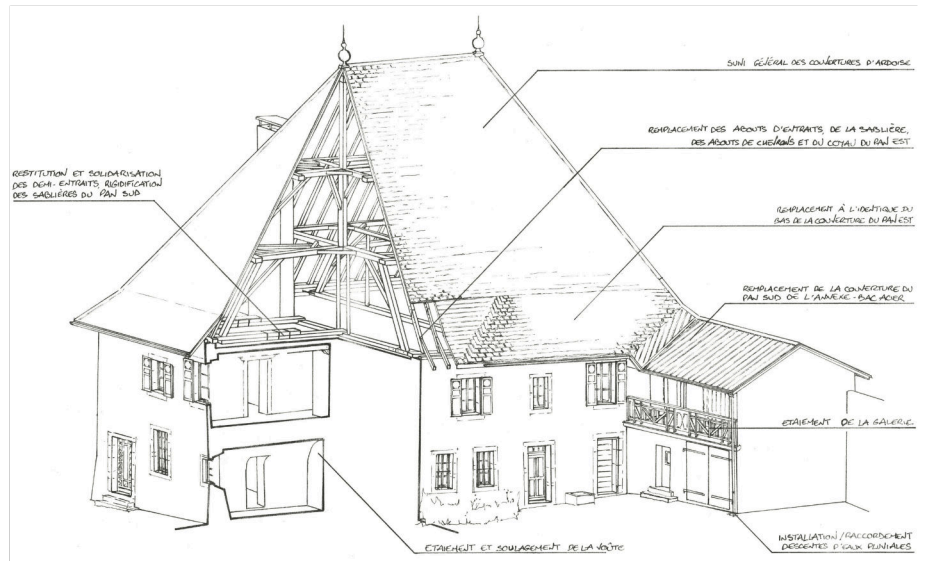 SUIVI GÉNÉRAL DES COUVERTURES D'ARDOISE
REMPLACEMENT DES ABOUTS D'ENTRAITS, DE LA SABLIÈRE,
DES ABOUTS DE CHEVRONS ET DU COYAU DU PAN EST
RESTITUTION ET SOLIDARISATION
DES DEMI-ENTRAITS, RIGIDIFICATION
DES SABLIÈRES DU PAN SUD
REMPLACEMENT À L'IDENTIQUE DU
BAS DE LA COUVERTURE DU PAN EST
REMPLACEMENT DE LA COUVERTURE DU
PAN SUD DE L'ANNEXE - BAC ACIER
ETAIEMENT DE LA GALERIE
INSTALLATION / RACCORDEMENT
DESCENTES D'EAUX PLUVIALES
ETAIEMENT ET SOULAGEMENT DE LA VOÛTE